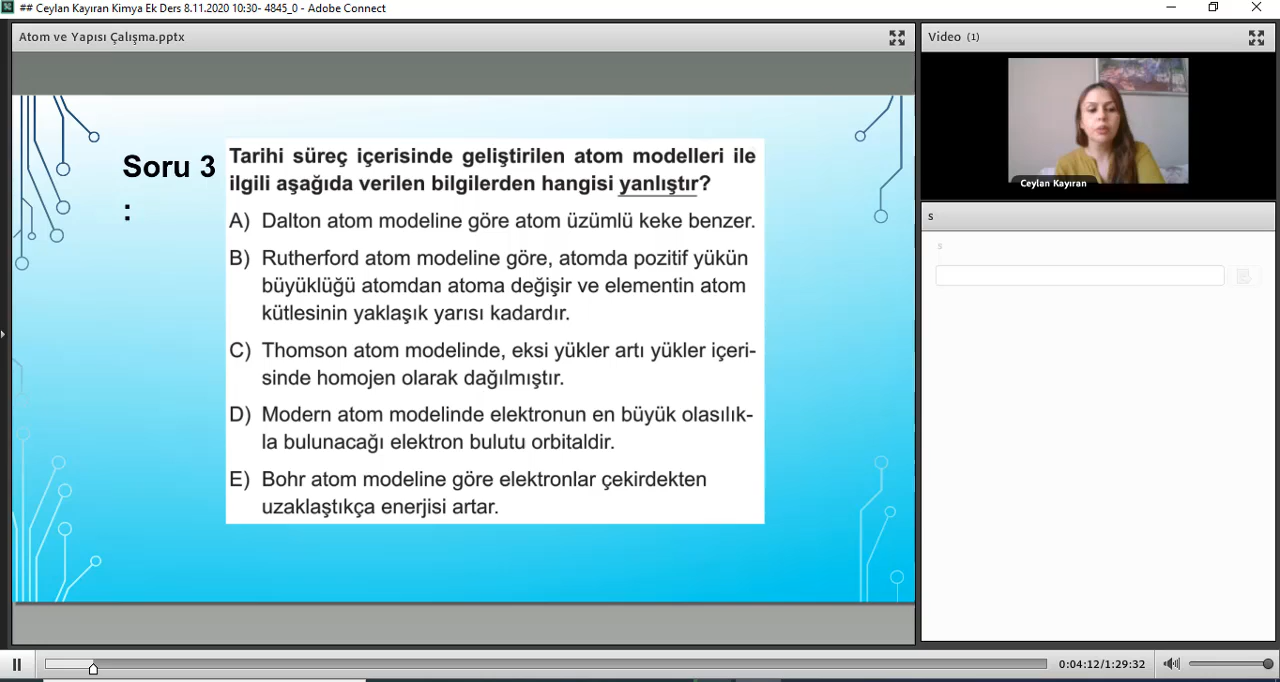 ## Ceylan Kayıran Kimya Ek Ders 8.11.2020 10:30- 4845_0 - Adobe Connect
Atom ve Yapısı Çalışma.pptx
Video (1)
Soru 3
:
Tarihi süreç içerisinde geliştirilen atom modelleri ile
ilgili aşağıda verilen bilgilerden hangisi yanlıştır?
A) Dalton atom modeline göre atom üzümlü keke benzer.
B) Rutherford atom modeline göre, atomda pozitif yükün
büyüklüğü atomdan atoma değişir ve elementin atom
kütlesinin yaklaşık yarısı kadardır.
C) Thomson atom modelinde, eksi yükler artı yükler içeri-
sinde homojen olarak dağılmıştır.
D) Modern atom modelinde elektronun en büyük olasılık-
la bulunacağı elektron bulutu orbitaldir.
E) Bohr atom modeline göre elektronlar çekirdekten
uzaklaştıkça enerjisi artar.
Ceylan Kayıran
s
s
0:04:12/1:29:32